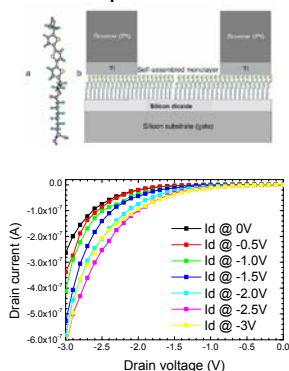 a
b
Source (Pt)
Ti
Self-assembled monolayer
Ti
Silicon dioxide
Silicon substrate (gate)
0.0
-1.0x10⁻⁷
-2.0x10⁻⁷
-3.0x10⁻⁷
-4.0x10⁻⁷
-5.0x10⁻⁷
-6.0x10⁻⁷
Drain current (A)
Id @ 0V
Id @ -0.5V
Id @ -1.0V
Id @ -1.5V
Id @ -2.0V
Id @ -2.5V
Id @ -3V
-3.0 -2.5 -2.0 -1.5 -1.0 -0.5 0.0
Drain voltage (V)